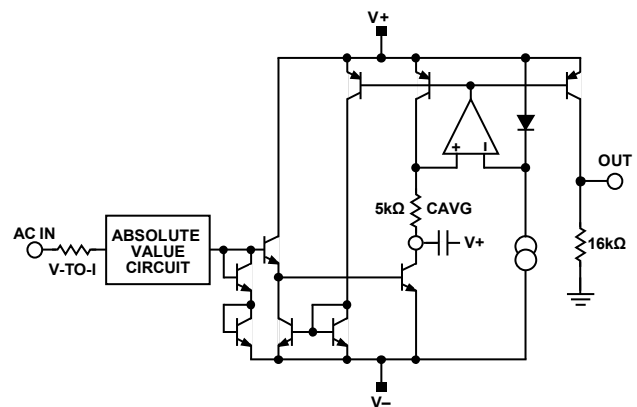 V+
+
–
OUT
5kΩ
CAVG
V+
16kΩ
AC IN
V-TO-I
ABSOLUTE
VALUE
CIRCUIT
V–